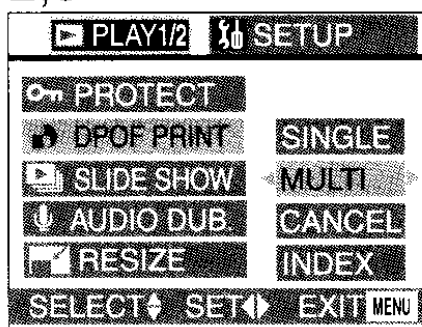 PLAY1/2 SETUP
PROTECT
DPOF PRINT SINGLE
SLIDE SHOW MULTI
AUDIO DUB. CANCEL
RESIZE INDEX
SELECT SET EXIT MENU